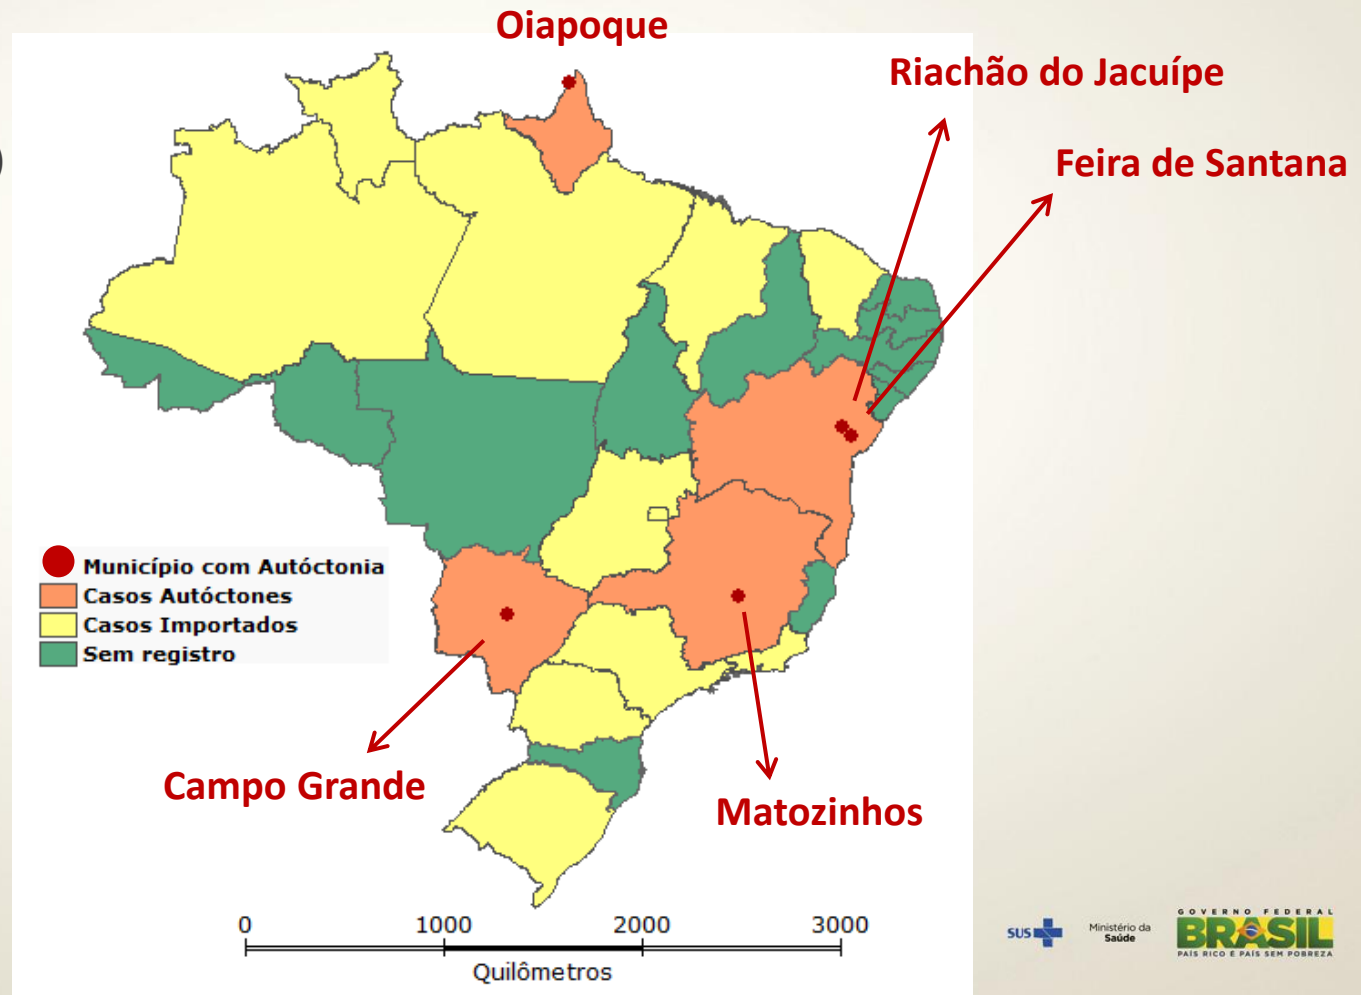 Oiapoque
Riachão do Jacuípe
)
Feira de Santana
Município com Autóctonia
Casos Autóctones
Casos Importados
Sem registro
Campo Grande
Matozinhos
0 1000 2000 3000
Quilômetros
SUS
Ministério da
Saúde
GOVERNO FEDERAL
BRASIL
PAÍS RICO É PAÍS SEM POBREZA